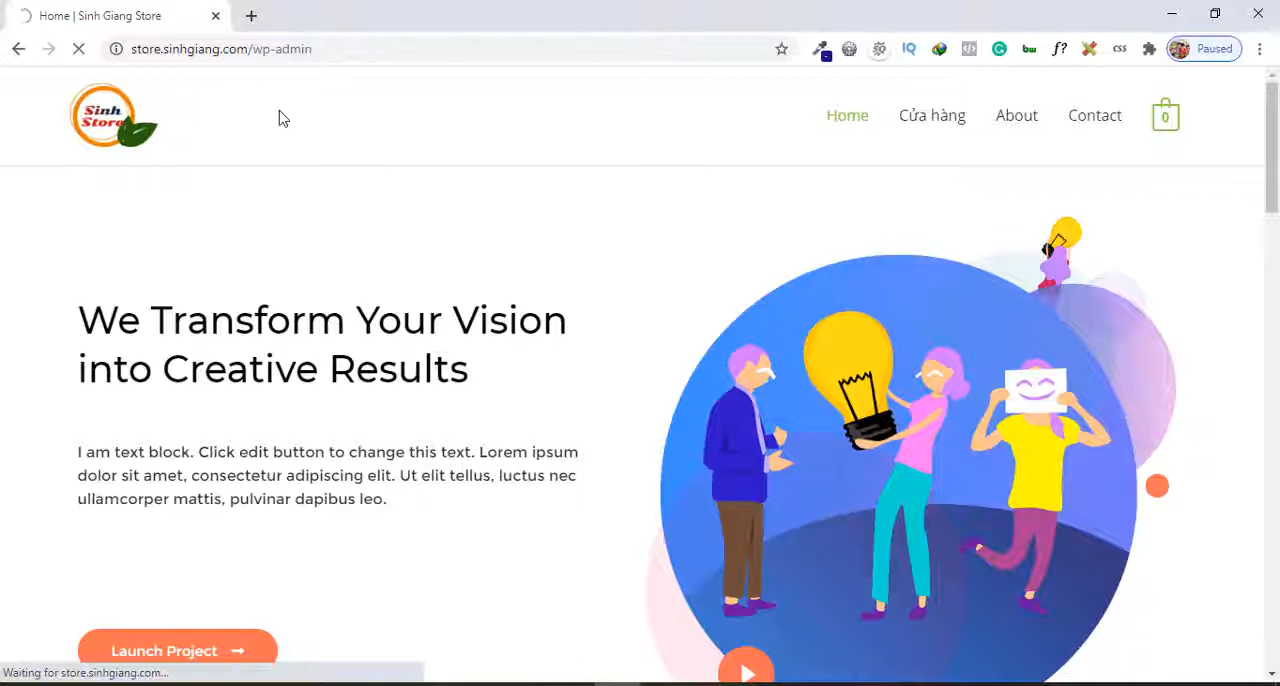 Home | Sinh Giang Store
store.sinhgiang.com/wp-admin
IQ
bw
f?
CSS
Paused
Sinh
Store
Home
Cửa hàng
About
Contact
0
We Transform Your Vision
into Creative Results
I am text block. Click edit button to change this text. Lorem ipsum
dolor sit amet, consectetur adipiscing elit. Ut elit tellus, luctus nec
ullamcorper mattis, pulvinar dapibus leo.
Launch Project
Waiting for store.sinhgiang.com...